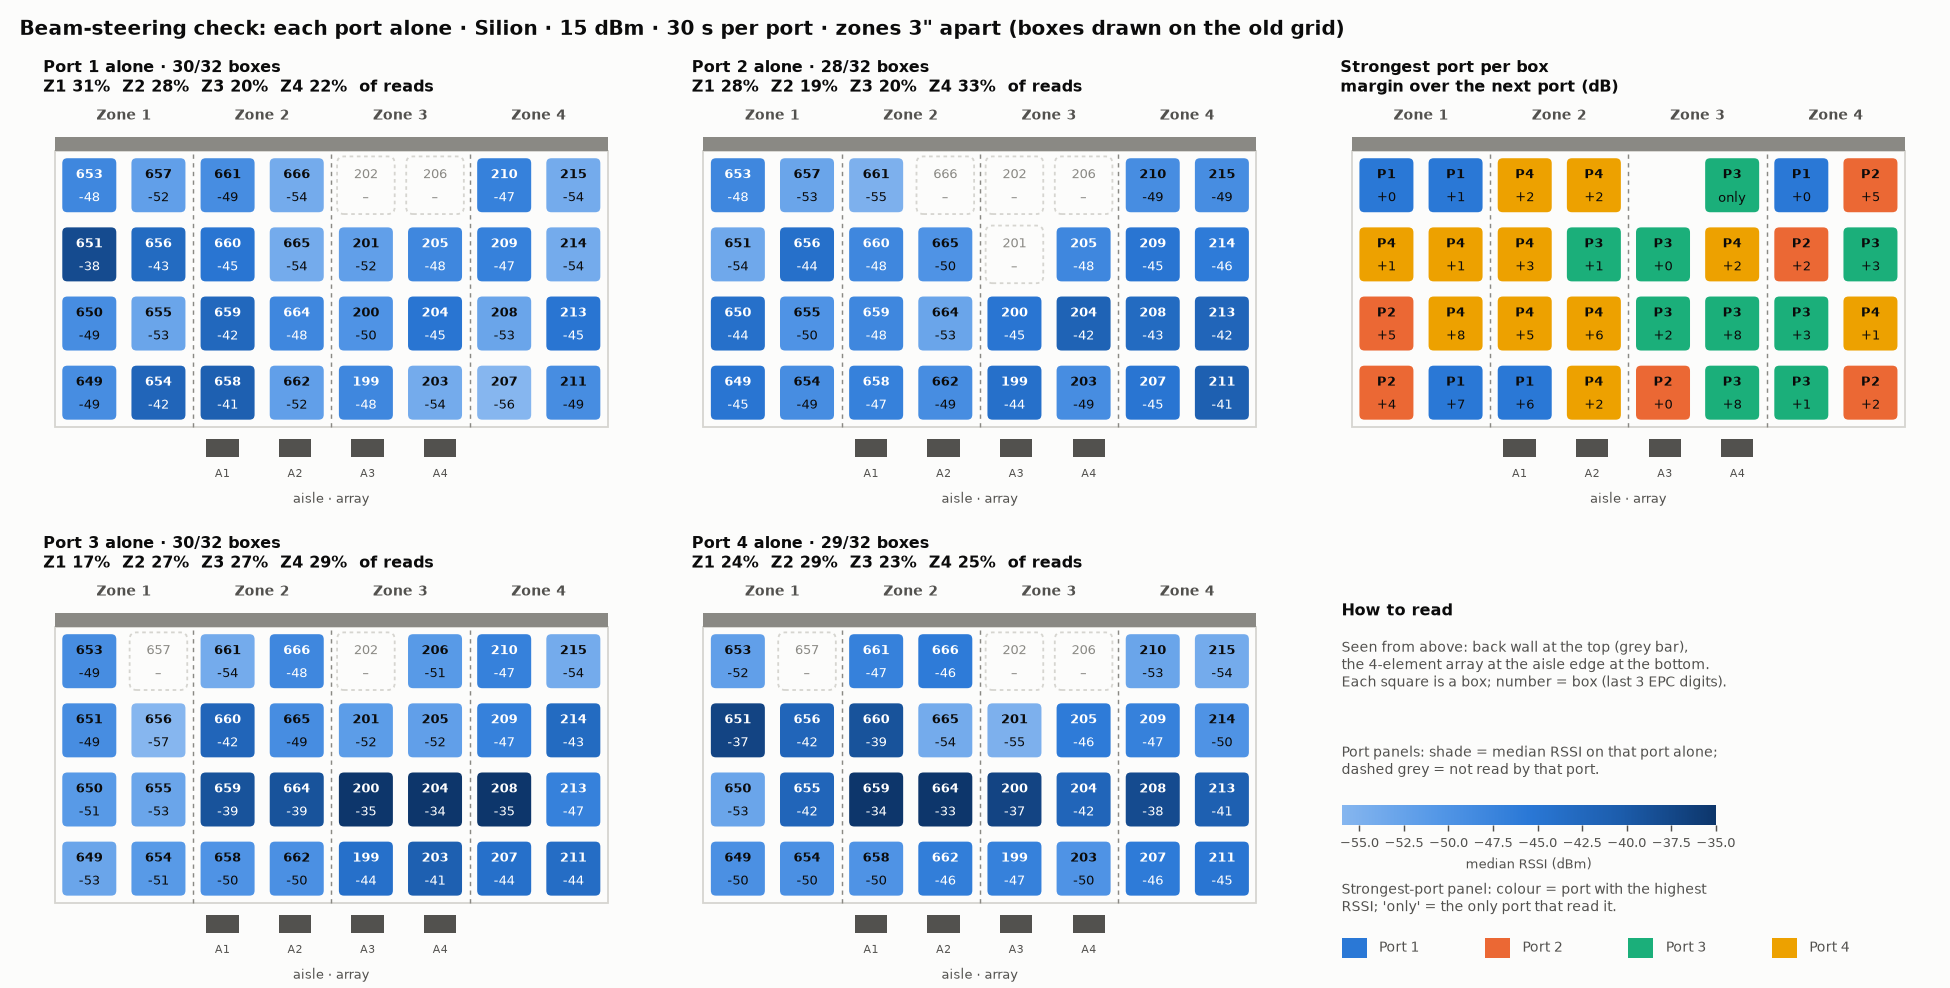 Beam-steering check: each port alone · Silion · 15 dBm · 30 s per port · zones 3" apart (boxes drawn on the old grid)
Port 1 alone · 30/32 boxes
Z1 31% Z2 28% Z3 20% Z4 22% of reads
Zone 1 Zone 2 Zone 3 Zone 4
653 657 661 666 202 206 210 215
-48 -52 -49 -54 – – -47 -54
651 656 660 665 201 205 209 214
-38 -43 -45 -54 -52 -48 -47 -54
650 655 659 664 200 204 208 213
-49 -53 -42 -48 -50 -45 -53 -45
649 654 658 662 199 203 207 211
-49 -42 -41 -52 -48 -54 -56 -49
A1 A2 A3 A4
aisle · array
Port 2 alone · 28/32 boxes
Z1 28% Z2 19% Z3 20% Z4 33% of reads
Zone 1 Zone 2 Zone 3 Zone 4
653 657 661 666 202 206 210 215
-48 -53 -55 – – – -49 -49
651 656 660 665 201 205 209 214
-54 -44 -48 -50 – -48 -45 -46
650 655 659 664 200 204 208 213
-44 -50 -48 -53 -45 -42 -43 -42
649 654 658 662 199 203 207 211
-45 -49 -47 -49 -44 -49 -45 -41
A1 A2 A3 A4
aisle · array
Strongest port per box
margin over the next port (dB)
Zone 1 Zone 2 Zone 3 Zone 4
P1 P1 P4 P4 P3 P1 P2
+0 +1 +2 +2 only +0 +5
P4 P4 P4 P3 P3 P4 P2 P3
+1 +1 +3 +1 +0 +2 +2 +3
P2 P4 P4 P4 P3 P3 P3 P4
+5 +8 +5 +6 +2 +8 +3 +1
P2 P1 P1 P4 P2 P3 P3 P2
+4 +7 +6 +2 +0 +8 +1 +2
A1 A2 A3 A4
aisle · array
Port 3 alone · 30/32 boxes
Z1 17% Z2 27% Z3 27% Z4 29% of reads
Zone 1 Zone 2 Zone 3 Zone 4
653 657 661 666 202 206 210 215
-49 – -54 -48 – -51 -47 -54
651 656 660 665 201 205 209 214
-49 -57 -42 -49 -52 -52 -47 -43
650 655 659 664 200 204 208 213
-51 -53 -39 -39 -35 -34 -35 -47
649 654 658 662 199 203 207 211
-53 -51 -50 -50 -44 -41 -44 -44
A1 A2 A3 A4
aisle · array
Port 4 alone · 29/32 boxes
Z1 24% Z2 29% Z3 23% Z4 25% of reads
Zone 1 Zone 2 Zone 3 Zone 4
653 657 661 666 202 206 210 215
-52 – -47 -46 – – -53 -54
651 656 660 665 201 205 209 214
-37 -42 -39 -54 -55 -46 -47 -50
650 655 659 664 200 204 208 213
-53 -42 -34 -33 -37 -42 -38 -41
649 654 658 662 199 203 207 211
-50 -50 -50 -46 -47 -50 -46 -45
A1 A2 A3 A4
aisle · array
How to read
Seen from above: back wall at the top (grey bar),
the 4-element array at the aisle edge at the bottom.
Each square is a box; number = box (last 3 EPC digits).
Port panels: shade = median RSSI on that port alone;
dashed grey = not read by that port.
−55.0 −52.5 −50.0 −47.5 −45.0 −42.5 −40.0 −37.5 −35.0
median RSSI (dBm)
Strongest-port panel: colour = port with the highest
RSSI; 'only' = the only port that read it.
Port 1 Port 2 Port 3 Port 4